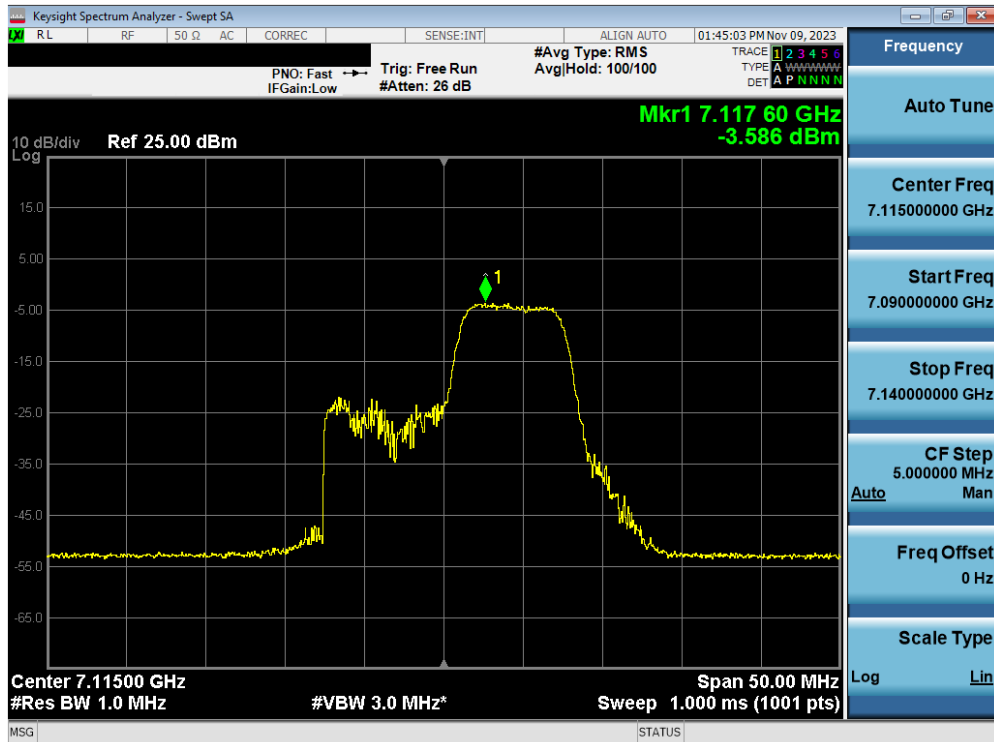 Keysight Spectrum Analyzer - Swept SA
LXI RL RF 50 Ω AC CORREC SENSE:INT ALIGN AUTO 01:45:03 PM Nov 09, 2023
PNO: Fast Trig: Free Run #Avg Type: RMS TRACE 1 2 3 4 5 6
IFGain:Low #Atten: 26 dB Avg|Hold: 100/100 TYPE A WWWWW
DET A P N N N N
Mkr1 7.117 60 GHz
-3.586 dBm
10 dB/div Ref 25.00 dBm
Log
15.0
5.00
1
-5.00
-15.0
-25.0
-35.0
-45.0
-55.0
-65.0
Center 7.11500 GHz Span 50.00 MHz
#Res BW 1.0 MHz #VBW 3.0 MHz* Sweep 1.000 ms (1001 pts)
MSG STATUS
Frequency
Auto Tune
Center Freq
7.115000000 GHz
Start Freq
7.090000000 GHz
Stop Freq
7.140000000 GHz
CF Step
5.000000 MHz
Auto Man
Freq Offset
0 Hz
Scale Type
Log Lin